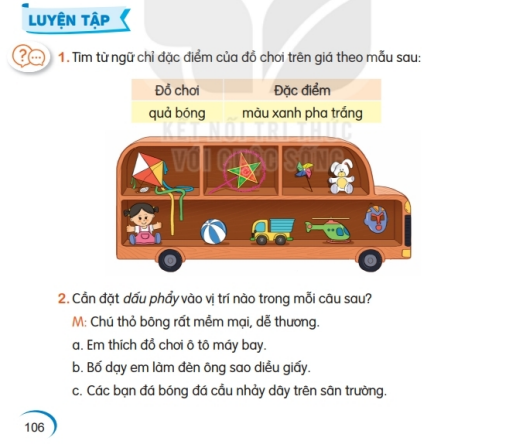 LUYỆN TẬP
1. Tìm từ ngữ chỉ đặc điểm của đồ chơi trên giá theo mẫu sau:
Đồ chơi Đặc điểm
quả bóng màu xanh pha trắng
KẾT NỐI TRI THỨC
VỚI CUỘC SỐNG
2. Cần đặt dấu phẩy vào vị trí nào trong mỗi câu sau?
M: Chú thỏ bông rất mềm mại, dễ thương.
a. Em thích đồ chơi ô tô máy bay.
b. Bố dạy em làm đèn ông sao diều giấy.
c. Các bạn đá bóng đá cầu nhảy dây trên sân trường.
106